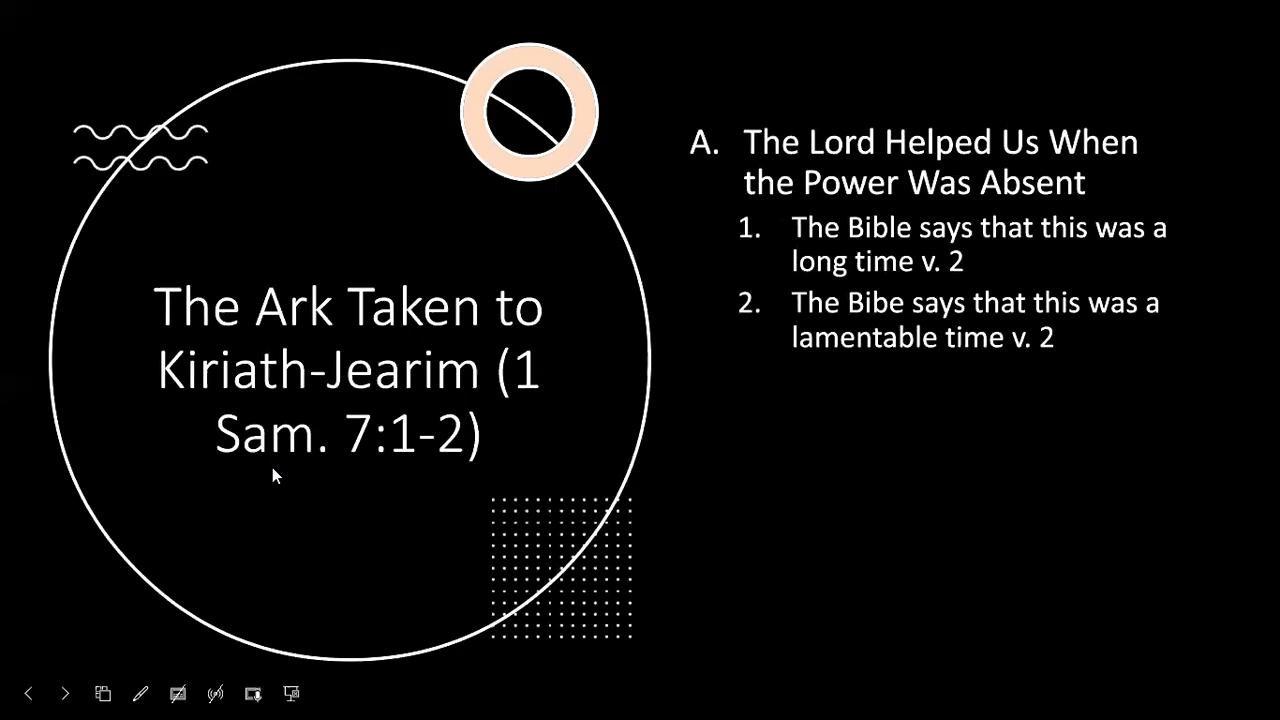 The Ark Taken to
Kiriath-Jearim (1
Sam. 7:1-2)
A. The Lord Helped Us When
the Power Was Absent
1. The Bible says that this was a
long time v. 2
2. The Bibe says that this was a
lamentable time v. 2